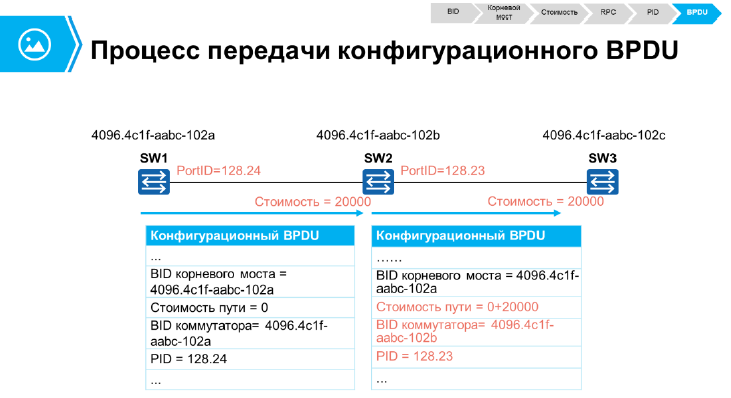 BID
Корневой
мост
Стоимость
RPC
PID
BPDU
Процесс передачи конфигурационного BPDU
4096.4c1f-aabc-102a
4096.4c1f-aabc-102b
4096.4c1f-aabc-102c
SW1
SW2
SW3
PortID=128.24
PortID=128.23
Стоимость = 20000
Стоимость = 20000
Конфигурационный BPDU
...
BID корневого моста =
4096.4c1f-aabc-102a
Стоимость пути = 0
BID коммутатора= 4096.4c1f-
aabc-102a
PID = 128.24
...
Конфигурационный BPDU
……
BID корневого моста = 4096.4c1f-
aabc-102a
Стоимость пути = 0+20000
BID коммутатора= 4096.4c1f-
aabc-102b
PID = 128.23
...